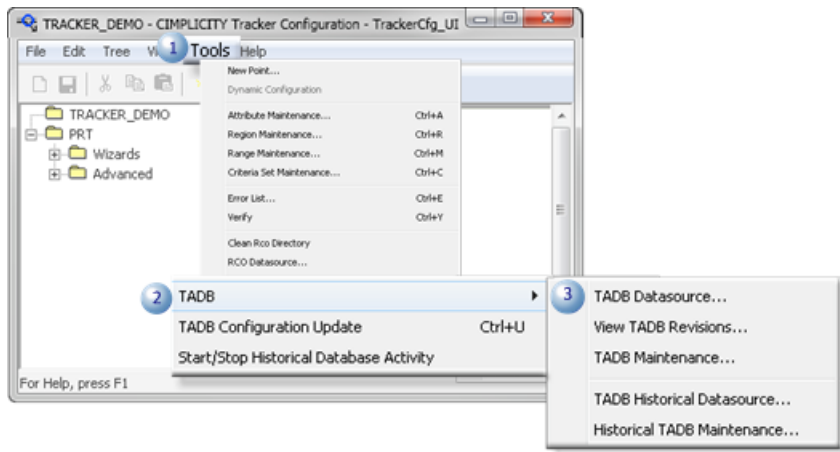 TRACKER_DEMO - CIMPLICITY Tracker Configuration - TrackerCfg_UI
File Edit Tree V 1 Tools Help
New Point...
Dynamic Configuration
TRACKER_DEMO
PRT
Wizards
Advanced
Attribute Maintenance... Ctrl+A
Region Maintenance... Ctrl+R
Range Maintenance... Ctrl+M
Criteria Set Maintenance... Ctrl+C
Error List... Ctrl+E
Verify Ctrl+Y
Clean Rco Directory
RCO Datasource...
2 TADB
TADB Configuration Update Ctrl+U
Start/Stop Historical Database Activity
3 TADB Datasource...
View TADB Revisions...
TADB Maintenance...
TADB Historical Datasource...
Historical TADB Maintenance...
For Help, press F1